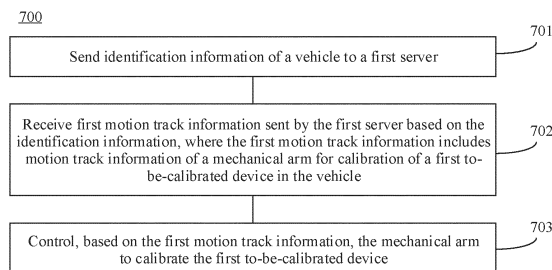 700
701
Send identification information of a vehicle to a first server
702
Receive first motion track information sent by the first server based on the
identification information, where the first motion track information includes
motion track information of a mechanical arm for calibration of a first to-
be-calibrated device in the vehicle
703
Control, based on the first motion track information, the mechanical arm
to calibrate the first to-be-calibrated device